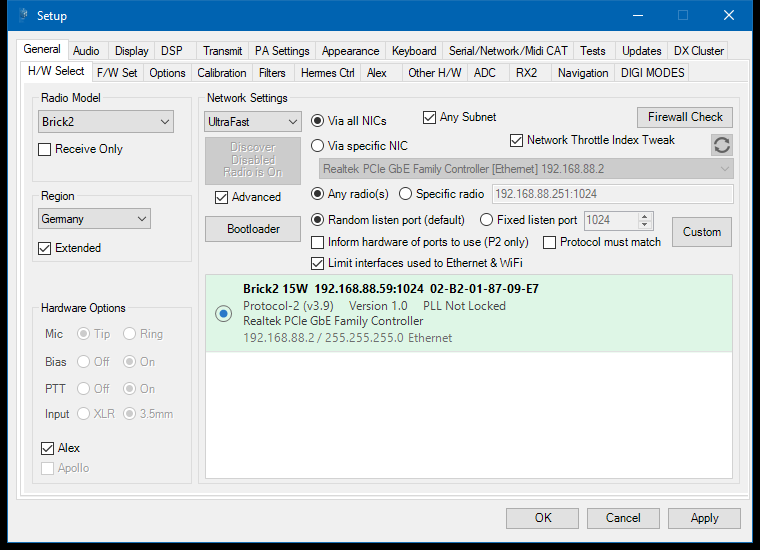 Setup
General Audio Display DSP Transmit PA Settings Appearance Keyboard Serial/Network/Midi CAT Tests Updates DX Cluster
H/W Select F/W Set Options Calibration Filters Hermes Ctrl Alex Other H/W ADC RX2 Navigation DIGI MODES
Radio Model
Brick2
Receive Only
Region
Germany
Extended
Hardware Options
Mic Tip Ring
Bias Off On
PTT Off On
Input XLR 3.5mm
Alex
Apollo
Network Settings
UltraFast Via all NICs Any Subnet Firewall Check
Discover
Disabled
Radio is On
Via specific NIC Network Throttle Index Tweak
Realtek PCIe GbE Family Controller [Ethernet] 192.168.88.2
Advanced Any radio(s) Specific radio 192.168.88.251:1024
Bootloader Random listen port (default) Fixed listen port 1024 Custom
Inform hardware of ports to use (P2 only) Protocol must match
Limit interfaces used to Ethernet & WiFi
Brick2 15W 192.168.88.59:1024 02-B2-01-87-09-E7
Protocol-2 (v3.9) Version 1.0 PLL Not Locked
Realtek PCIe GbE Family Controller
192.168.88.2 / 255.255.255.0 Ethernet
OK Cancel Apply